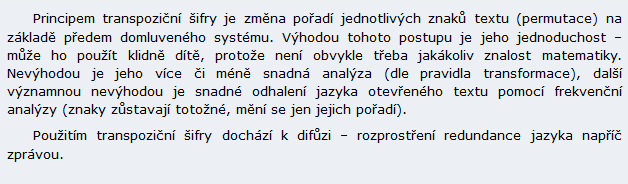 Principem transpoziční šifry je změna pořadí jednotlivých znaků textu (permutace) na
základě předem domluveného systému. Výhodou tohoto postupu je jeho jednoduchost –
může ho použít klidně dítě, protože není obvykle třeba jakákoliv znalost matematiky.
Nevýhodou je jeho více či méně snadná analýza (dle pravidla transformace), další
významnou nevýhodou je snadné odhalení jazyka otevřeného textu pomocí frekvenční
analýzy (znaky zůstavají totožné, mění se jen jejich pořadí).
Použitím transpoziční šifry dochází k difůzi – rozprostření redundance jazyka napříč
zprávou.